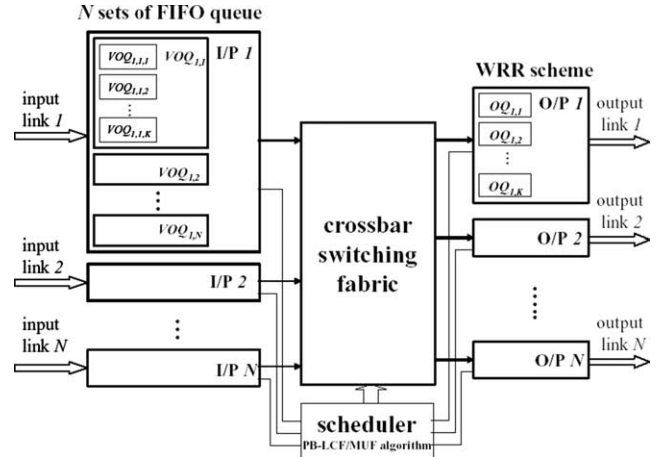 N sets of FIFO queue
I/P 1
VOQ1,1
VOQ1,1,1
VOQ1,1,2
⋮
VOQ1,1,K
VOQ1,2
⋮
VOQ1,N
input
link 1
input
link 2
I/P 2
⋮
input
link N
I/P N
crossbar
switching
fabric
scheduler
PB-LCF/MUF algorithm
WRR scheme
O/P 1
OQ1,1
OQ1,2
⋮
OQ1,K
output
link 1
O/P 2
output
link 2
⋮
O/P N
output
link N